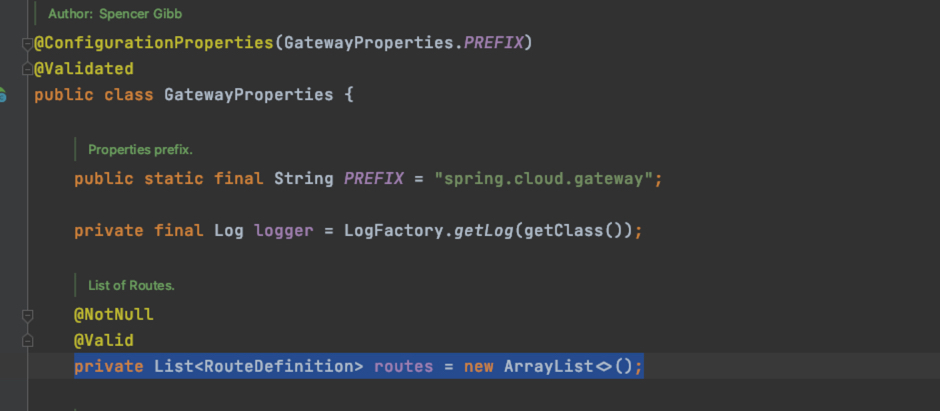 Author: Spencer Gibb
@ConfigurationProperties(GatewayProperties.PREFIX)
@Validated
public class GatewayProperties {
Properties prefix.
public static final String PREFIX = "spring.cloud.gateway";
private final Log logger = LogFactory.getLog(getClass());
List of Routes.
@NotNull
@Valid
private List<RouteDefinition> routes = new ArrayList<>();